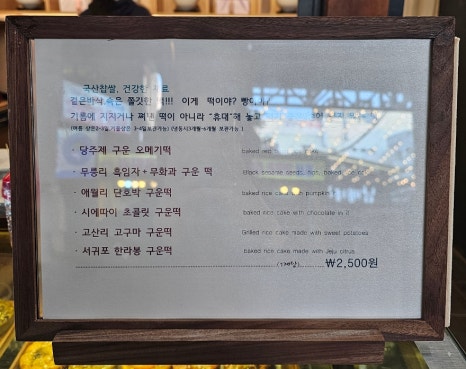 국산찹쌀, 건강한 재료
겉은바삭 속은 쫄깃한 떡!!! 이게 떡이야? 빵이야?
기름에 지지거나 쪄낸 떡이 아니라 "휴대"해 놓고
· 당주제 구운 오메기떡 baked red
· 무릉리 흑임자+무화과 구운 떡 Black sesame seeds, figs, baked
· 애월리 단호박 구운떡 baked rice cake with pumpkin
· 시에따이 초콜릿 구운떡 baked rice cake with chocolate in it
· 고산리 고구마 구운떡 Grilled rice cake made with sweet potatoes
· 서귀포 한라봉 구운떡 baked rice cake made with Jeju citrus
₩2,500원